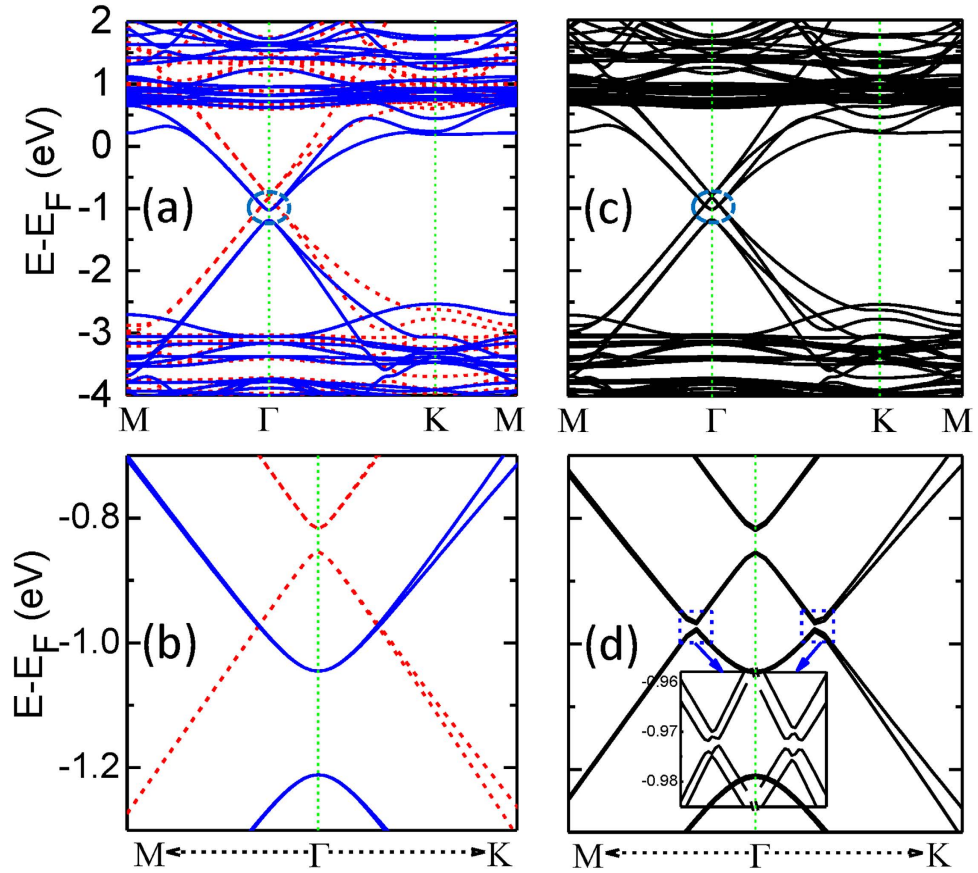 2
1
0
-1
-2
-3
-4
E-E_F (eV)
(a)
M Γ K M
(c)
M Γ K M
-0.8
-1.0
-1.2
E-E_F (eV)
(b)
M Γ K
(d)
-0.96
-0.97
-0.98
M Γ K